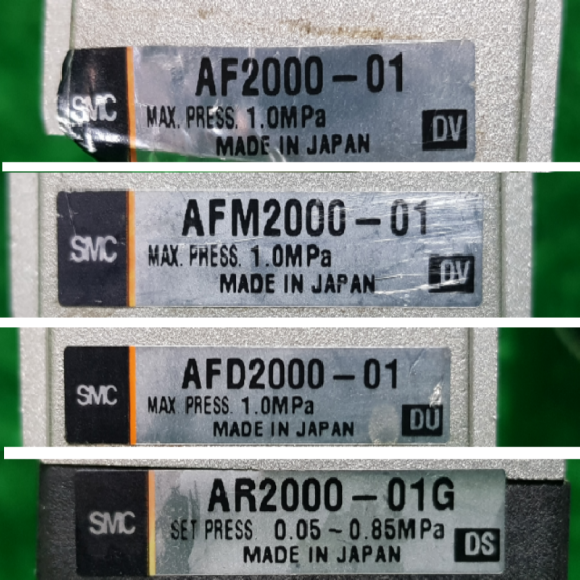 AF2000-01
SMC
MAX. PRESS. 1.0MPa
MADE IN JAPAN
DV
AFM2000-01
SMC
MAX. PRESS. 1.0MPa
MADE IN JAPAN
DV
AFD2000-01
SMC
MAX. PRESS. 1.0MPa
MADE IN JAPAN
DU
AR2000-01G
SMC
SET PRESS. 0.05~0.85MPa
MADE IN JAPAN
DS